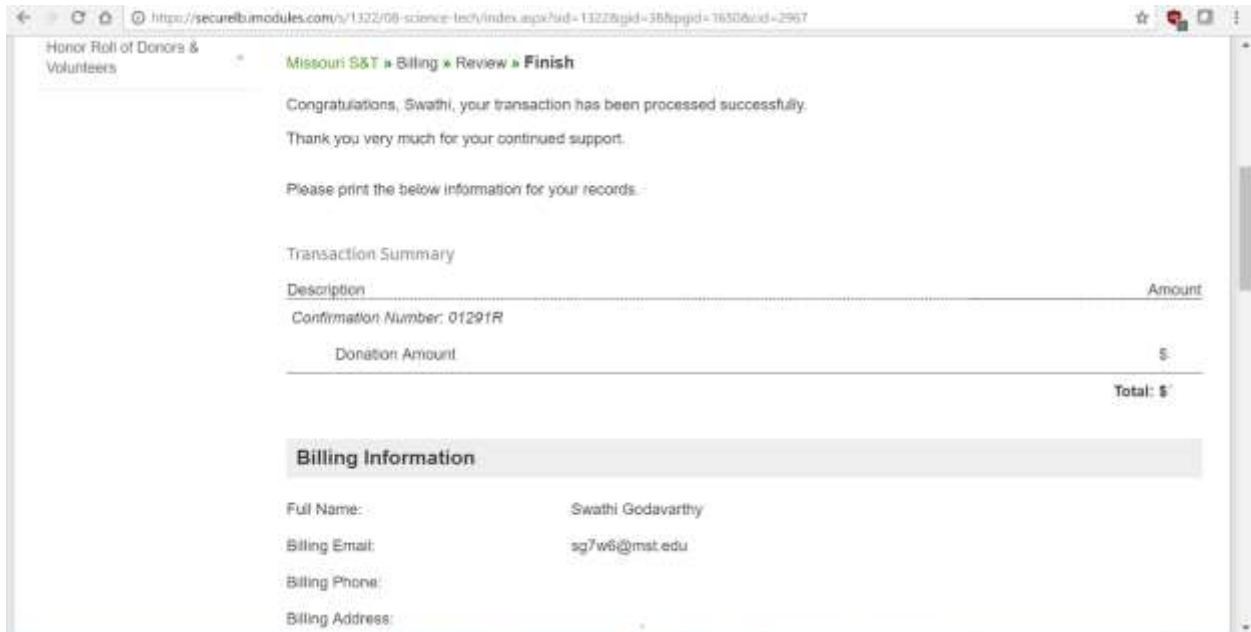 https://securelb.imodules.com/s/1322/08-science-tech/index.aspx?sid=1322&gid=38&pgid=1650&cid=2967
Honor Roll of Donors &
Volunteers
Missouri S&T » Billing » Review » Finish
Congratulations, Swathi, your transaction has been processed successfully.
Thank you very much for your continued support.
Please print the below information for your records.
Transaction Summary
Description Amount
Confirmation Number: 01291R
Donation Amount $
Total: $
Billing Information
Full Name: Swathi Godavarthy
Billing Email: sg7w6@mst.edu
Billing Phone:
Billing Address: